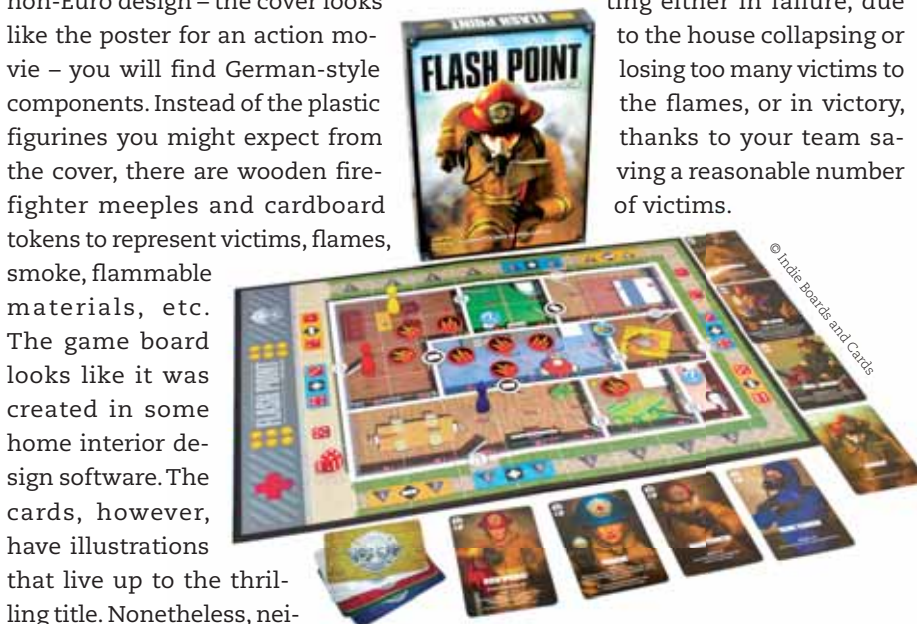 non-Euro design – the cover looks
like the poster for an action mo-
vie – you will find German-style
components. Instead of the plastic
figurines you might expect from
the cover, there are wooden fire-
fighter meeples and cardboard
tokens to represent victims, flames,
smoke, flammable
materials, etc.
The game board
looks like it was
created in some
home interior de-
sign software. The
cards, however,
have illustrations
that live up to the thril-
ling title. Nonetheless, nei-
ting either in failure, due
to the house collapsing or
losing too many victims to
the flames, or in victory,
thanks to your team sa-
ving a reasonable number
of victims.
FLASH POINT
FLASH POINT
FLASH POINT
© Indie Boards and Cards